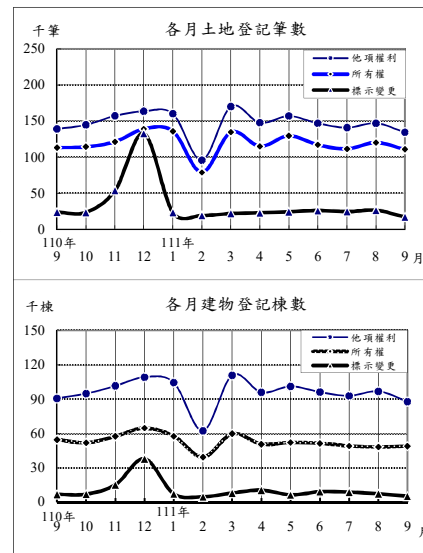 各月土地登記筆數
千筆
250
200
150
100
50
0
他項權利
所有權
標示變更
110年 111年
9 10 11 12 1 2 3 4 5 6 7 8 9 月
各月建物登記棟數
千棟
150
120
90
60
30
0
他項權利
所有權
標示變更
110年 111年
9 10 11 12 1 2 3 4 5 6 7 8 9 月